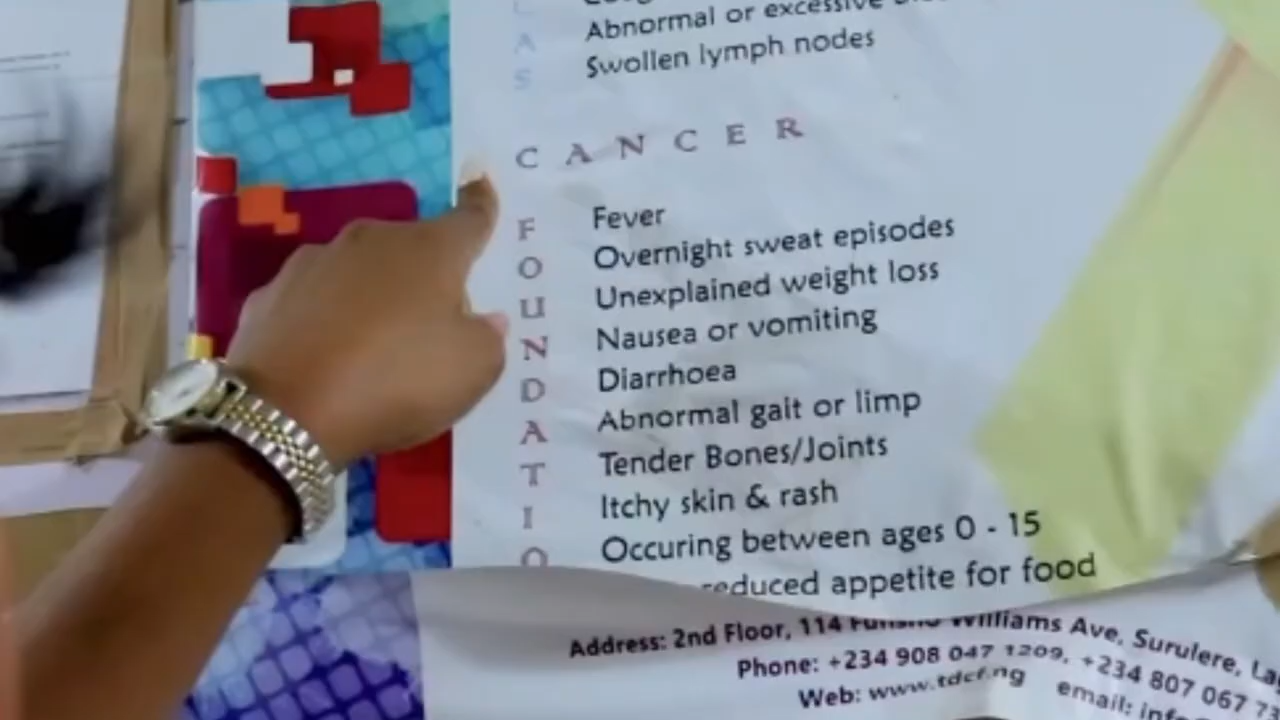 L
A
S
Abnormal or excessive
Swollen lymph nodes
CANCER
F
O
U
N
D
A
T
I
O
Fever
Overnight sweat episodes
Unexplained weight loss
Nausea or vomiting
Diarrhoea
Abnormal gait or limp
Tender Bones/Joints
Itchy skin & rash
Occuring between ages 0 - 15
reduced appetite for food
Address: 2nd Floor, 114 Williams Ave, Surulere,
Phone: +234 908 047 1209, +234 807 067
Web: www.tdcf.ng email: